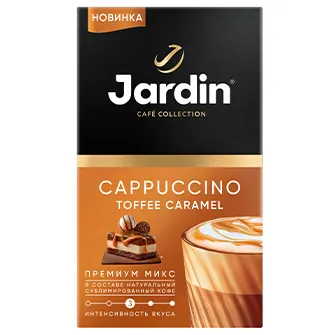 НОВИНКА
Jardin®
CAFÉ COLLECTION
CAPPUCCINO
TOFFEE CARAMEL
ПРЕМИУМ МИКС
В СОСТАВЕ НАТУРАЛЬНЫЙ
СУБЛИМИРОВАННЫЙ КОФЕ
3
ИНТЕНСИВНОСТЬ ВКУСА